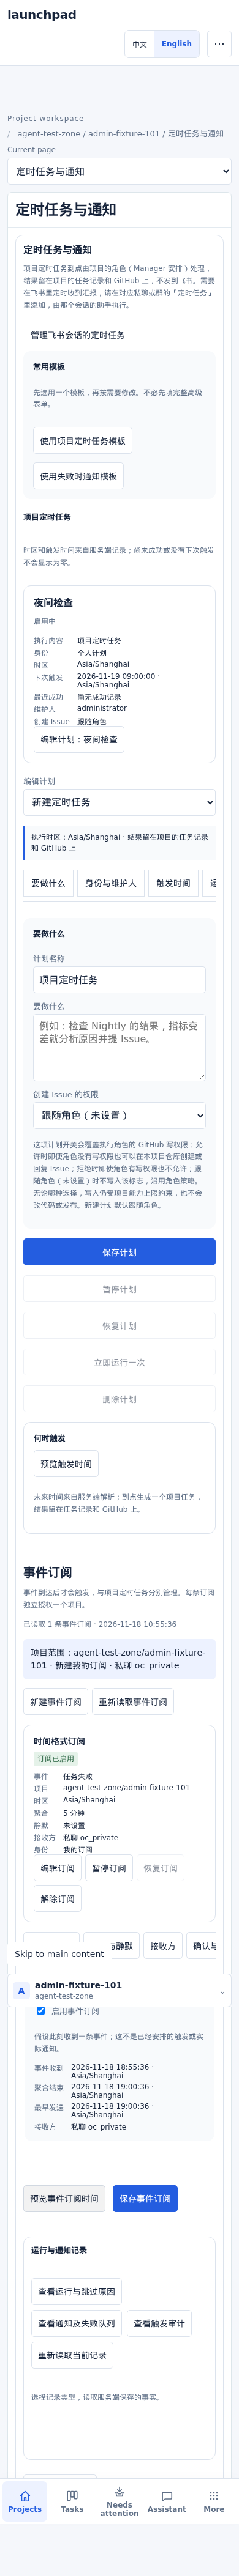 launchpad
中文
English
···
Project workspace
/ agent-test-zone / admin-fixture-101 / 定时任务与通知
Current page
定时任务与通知
定时任务与通知
定时任务与通知
项目定时任务到点由项目的角色（Manager 安排）处理，
结果留在项目的任务记录和 GitHub 上，不发到飞书。需要
在飞书里定时收到汇报，请在对应私聊或群的「定时任务」
里添加，由那个会话的助手执行。
管理飞书会话的定时任务
常用模板
先选用一个模板，再按需要修改。不必先填完整高级
表单。
使用项目定时任务模板
使用失败时通知模板
项目定时任务
时区和触发时间来自服务端记录；尚未成功或没有下次触发
不会显示为零。
夜间检查
启用中
执行内容 项目定时任务
身份 个人计划
时区 Asia/Shanghai
下次触发 2026-11-19 09:00:00 ·
Asia/Shanghai
最近成功 尚无成功记录
维护人 administrator
创建 Issue 跟随角色
编辑计划：夜间检查
编辑计划
新建定时任务
执行时区：Asia/Shanghai · 结果留在项目的任务记录
和 GitHub 上
要做什么
身份与维护人
触发时间
要做什么
计划名称
项目定时任务
要做什么
例如：检查 Nightly 的结果，指标变
差就分析原因并提 Issue。
创建 Issue 的权限
跟随角色（未设置）
这项计划开关会覆盖执行角色的 GitHub 写权限：允
许时即使角色没有写权限也可以在本项目仓库创建或
回复 Issue；拒绝时即使角色有写权限也不允许；跟
随角色（未设置）时不写入该标志，沿用角色策略。
无论哪种选择，写入仍受项目能力上限约束，也不会
改代码或发布。新建计划默认跟随角色。
保存计划
暂停计划
恢复计划
立即运行一次
删除计划
何时触发
预览触发时间
未来时间来自服务端解析；到点生成一个项目任务，
结果留在任务记录和 GitHub 上。
事件订阅
事件到达后才会触发，与项目定时任务分别管理。每条订阅
独立授权一个项目。
已读取 1 条事件订阅 · 2026-11-18 10:55:36
项目范围：agent-test-zone/admin-fixture-
101 · 新建我的订阅 · 私聊 oc_private
新建事件订阅
重新读取事件订阅
时间格式订阅
订阅已启用
事件 任务失败
项目 agent-test-zone/admin-fixture-101
时区 Asia/Shanghai
聚合 5 分钟
静默 未设置
接收方 私聊 oc_private
身份 我的订阅
编辑订阅
暂停订阅
恢复订阅
解除订阅
与静默
接收方
确认与
Skip to main content
A
admin-fixture-101
agent-test-zone
启用事件订阅
假设此刻收到一条事件；这不是已经安排的触发或实
际通知。
事件收到 2026-11-18 18:55:36 ·
Asia/Shanghai
聚合结束 2026-11-18 19:00:36 ·
Asia/Shanghai
最早发送 2026-11-18 19:00:36 ·
Asia/Shanghai
接收方 私聊 oc_private
预览事件订阅时间
保存事件订阅
运行与通知记录
查看运行与跳过原因
查看通知及失败队列
查看触发审计
重新读取当前记录
选择记录类型，读取服务端保存的事实。
Projects
Tasks
Needs
attention
Assistant
More